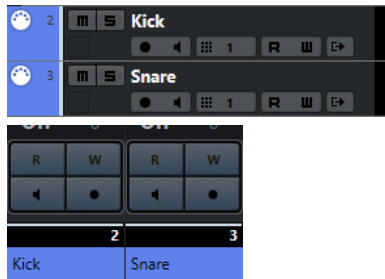 2 m S Kick
1 R W
3 m S Snare
1 R W
R W R W
2 3
Kick Snare